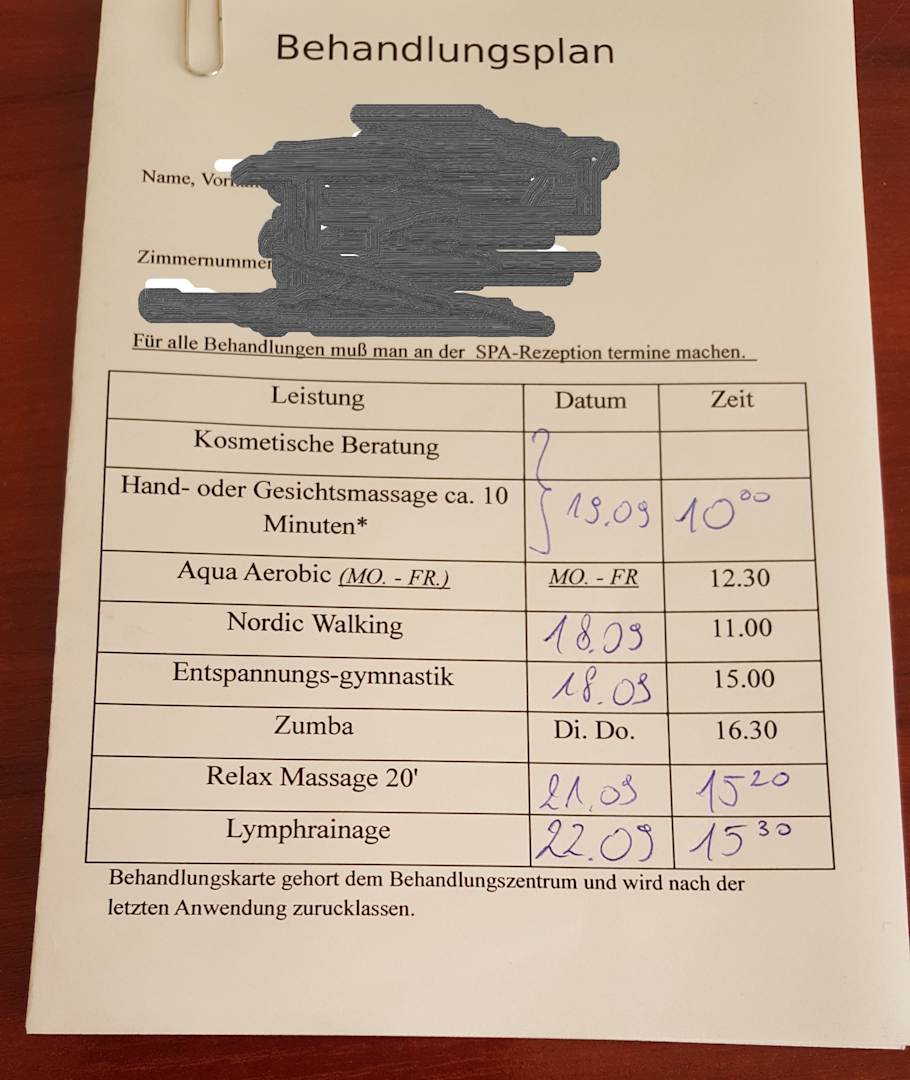 Behandlungsplan
Name,
Zimmernummer
Für alle Behandlungen muß man an der SPA-Rezeption termine machen.
Leistung Datum Zeit
Kosmetische Beratung
Hand- oder Gesichtsmassage ca. 10 19.09 10⁰⁰
Minuten*
Aqua Aerobic (MO. - FR.) MO. - FR 12.30
Nordic Walking 18.09 11.00
Entspannungs-gymnastik 18.09 15.00
Zumba Di. Do. 16.30
Relax Massage 20' 21.09 15²⁰
Lymphrainage 22.09 15³⁰
Behandlungskarte gehort dem Behandlungszentrum und wird nach der
letzten Anwendung zurucklassen.